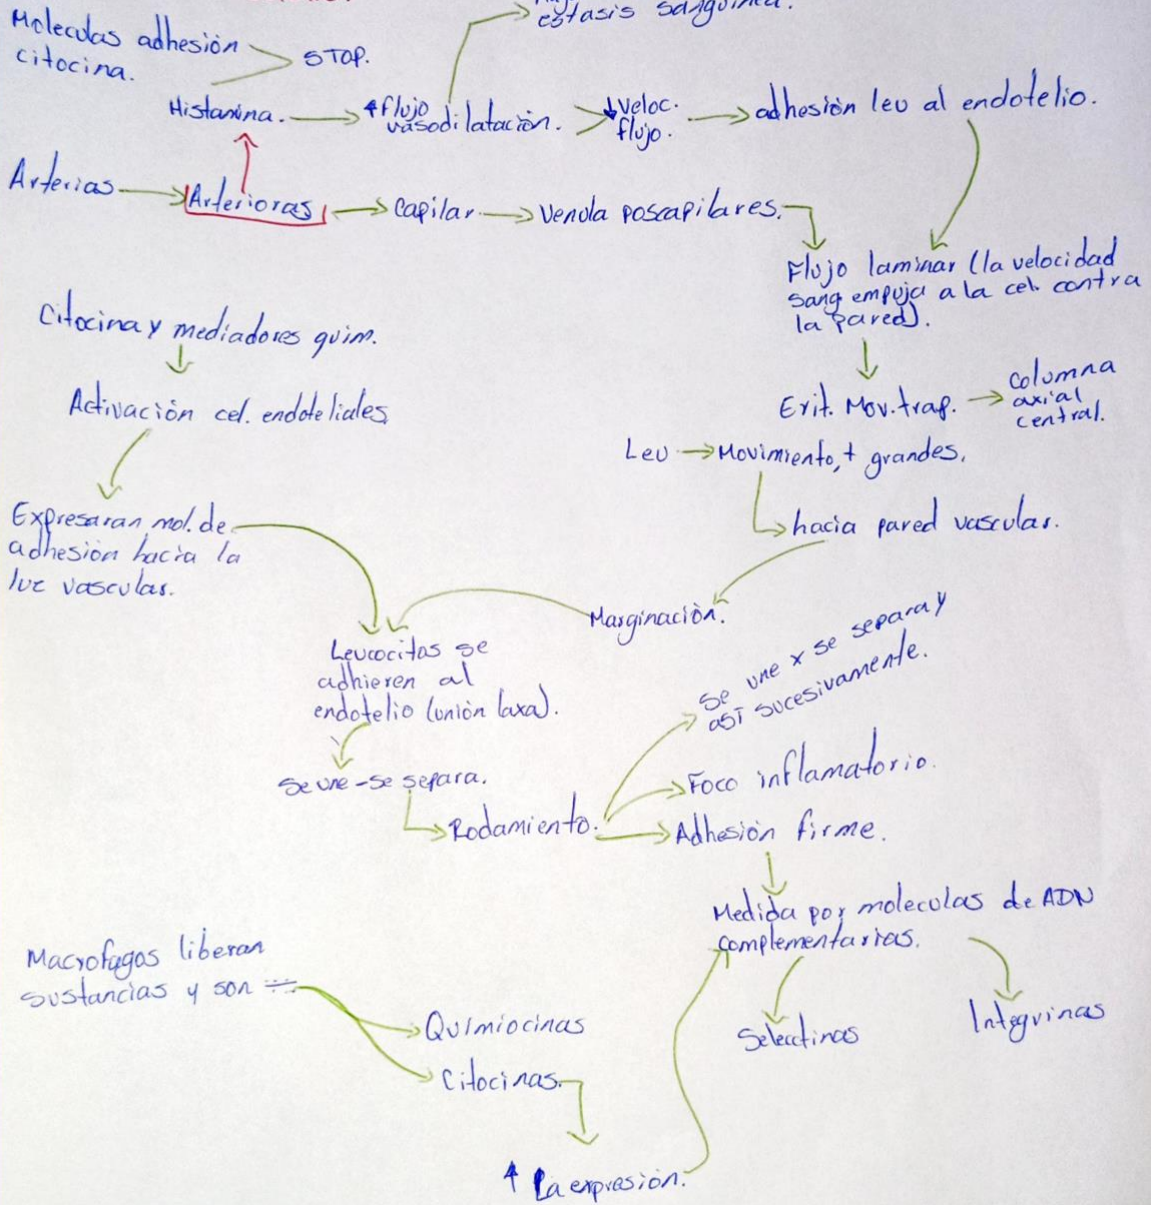 estasis sanguinea.
Moleculas adhesión
citocina.
STOP.
Histamina.
↑flujo
vasodilatación.
↓Veloc.
flujo.
adhesión leu al endotelio.
Arterias
Arterioras
Capilar
Venula poscapilares.
Flujo laminar (la velocidad
sang empuja a la cel. contra
la pared).
Citocina y mediadores quim.
Activación cel. endoteliales
Expresaran mol. de
adhesión hacia la
luz vascular.
Erit. Mov. trap.
Columna
axial
central.
Leu
Movimiento, + grandes.
hacia pared vascular.
Marginación.
Leucocitos se
adhieren al
endotelio (unión laxa).
Se une - se separa.
Rodamiento.
Se une x se separa y
así sucesivamente.
Foco inflamatorio.
Adhesión firme.
Medida por moleculas de ADN
complementarias.
Selectinas
Integrinas
Macrofagos liberan
sustancias y son
Quimiocinas
Citocinas
↑ La expresión.